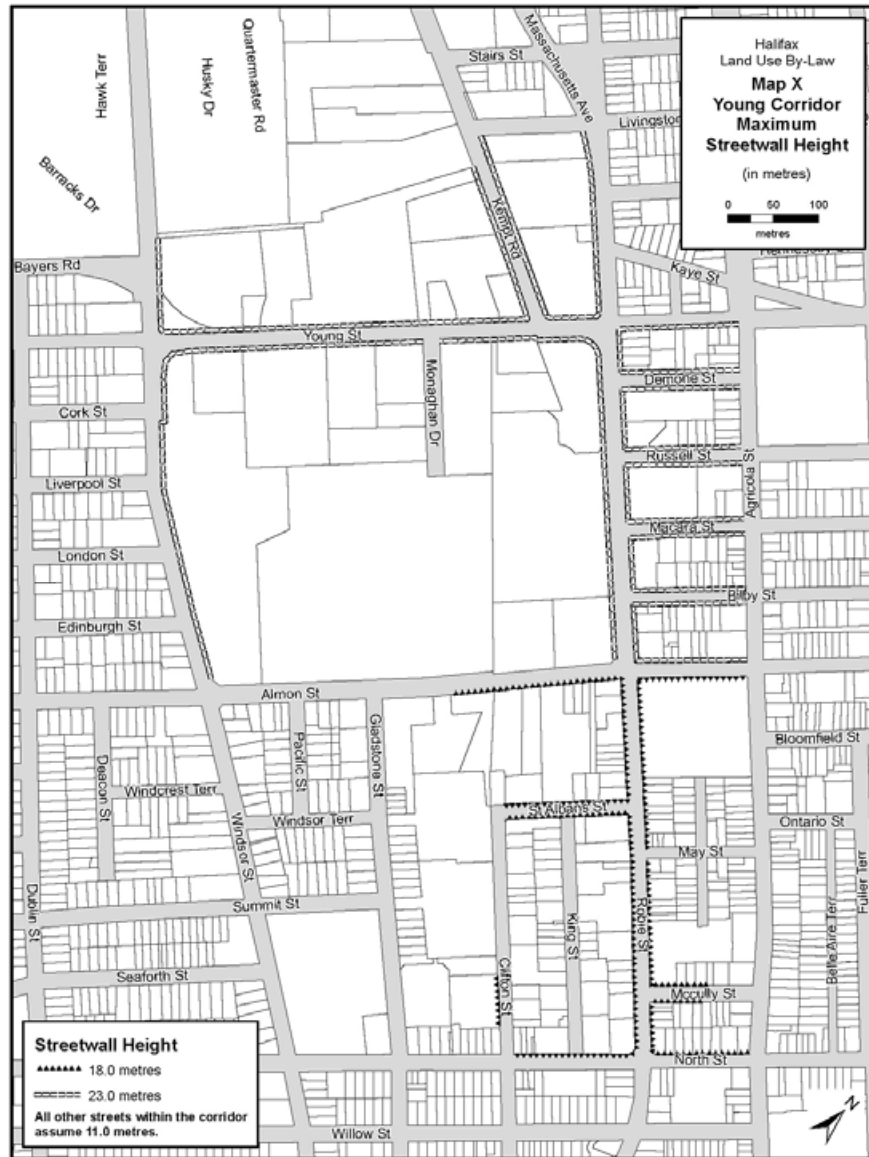 Halifax
Land Use By-Law
Map X
Young Corridor
Maximum
Streetwall Height
(in metres)
0 50 100
metres
Massachusetts Ave
Stairs St
Quartermaster Rd
Husky Dr
Hawk Terr
Livingston
Barracks Dr
Kempt Rd
Kaye St
Bayers Rd
Young St
Monaghan Dr
Demone St
Cork St
Russell St
Agricola St
Liverpool St
Macara St
London St
Bilby St
Edinburgh St
Almon St
Gladstone St
Pacific St
Deacon St
Bloomfield St
Windcrest Terr
St Albans St
Windsor Terr
Ontario St
Windsor St
May St
Fuller Terr
Dublin St
Summit St
Robie St
King St
Belle Aire Terr
Seaforth St
Clifton St
Mccully St
North St
Streetwall Height
18.0 metres
23.0 metres
All other streets within the corridor
assume 11.0 metres.
N
Willow St